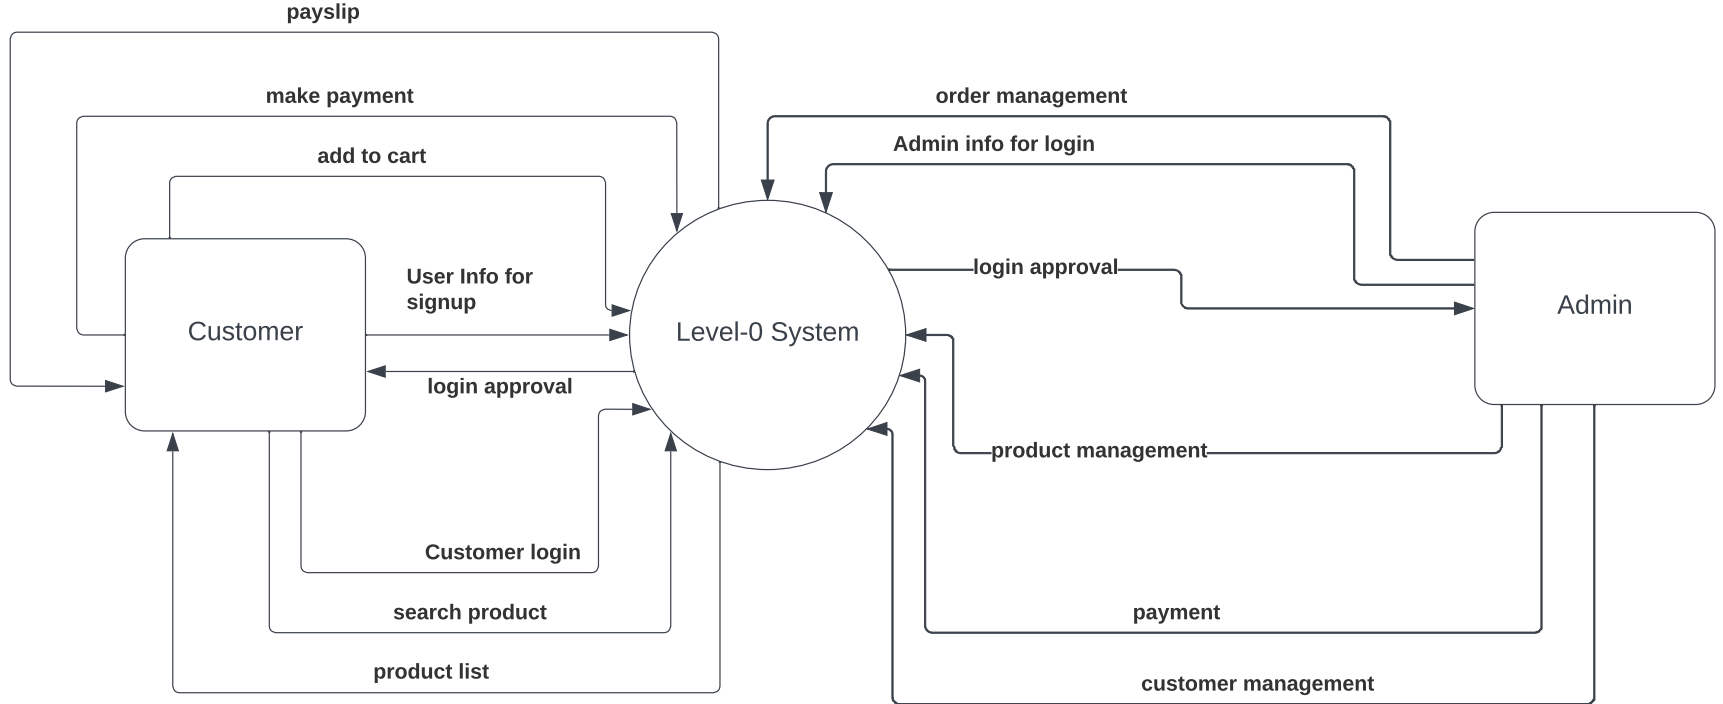 payslip
make payment
order management
Admin info for login
add to cart
User Info for
signup
login approval
Admin
Customer
Level-0 System
login approval
product management
Customer login
search product
payment
product list
customer management